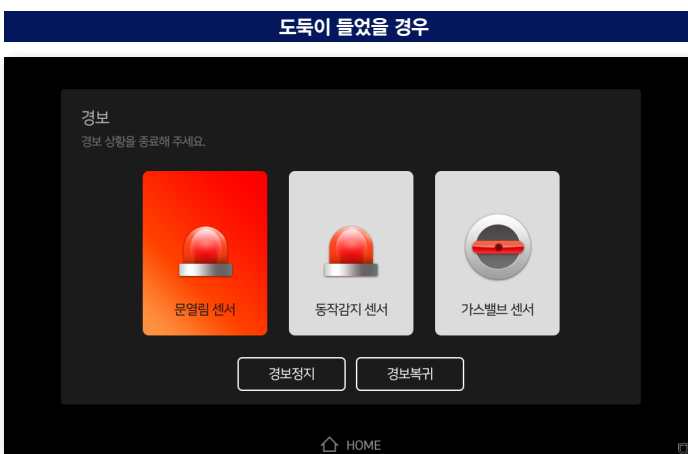 도둑이 들었을 경우
경보
경보 상황을 종료해 주세요.
문열림 센서
동작감지 센서
가스밸브 센서
경보정지
경보복귀
HOME